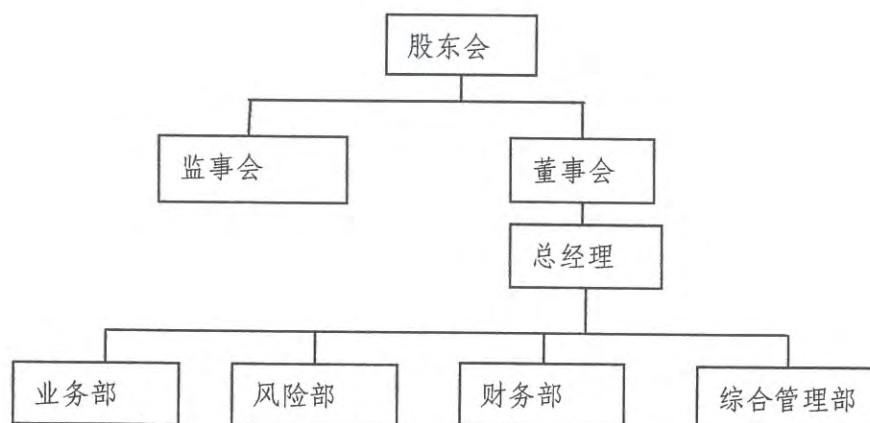 股东会
监事会
董事会
总经理
业务部
风险部
财务部
综合管理部